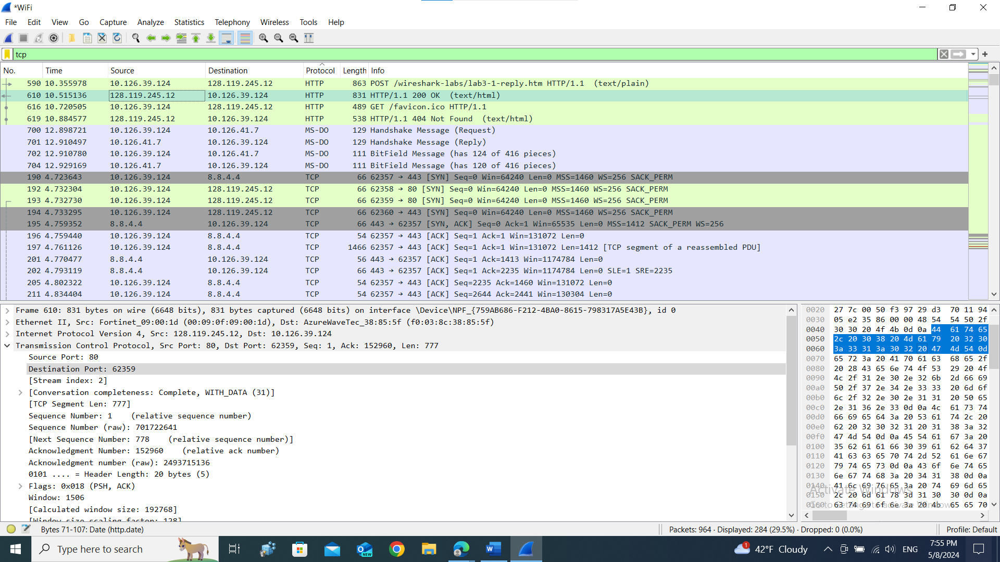 *WiFi
File Edit View Go Capture Analyze Statistics Telephony Wireless Tools Help
tcp
No. Time Source Destination Protocol Length Info
590 10.355978 10.126.39.124 128.119.245.12 HTTP 863 POST /wireshark-labs/lab3-1-reply.htm HTTP/1.1 (text/plain)
610 10.515136 128.119.245.12 10.126.39.124 HTTP 831 HTTP/1.1 200 OK (text/html)
616 10.720505 10.126.39.124 128.119.245.12 HTTP 489 GET /favicon.ico HTTP/1.1
619 10.884577 128.119.245.12 10.126.39.124 HTTP 538 HTTP/1.1 404 Not Found (text/html)
700 12.898721 10.126.39.124 10.126.41.7 MS-DO 129 Handshake Message (Request)
701 12.910497 10.126.41.7 10.126.39.124 MS-DO 129 Handshake Message (Reply)
702 12.910780 10.126.39.124 10.126.41.7 MS-DO 111 BitField Message (has 124 of 416 pieces)
704 12.929169 10.126.41.7 10.126.39.124 MS-DO 111 BitField Message (has 120 of 416 pieces)
190 4.723643 10.126.39.124 8.8.4.4 TCP 66 62357 → 443 [SYN] Seq=0 Win=64240 Len=0 MSS=1460 WS=256 SACK_PERM
192 4.732304 10.126.39.124 128.119.245.12 TCP 66 62358 → 80 [SYN] Seq=0 Win=64240 Len=0 MSS=1460 WS=256 SACK_PERM
193 4.732730 10.126.39.124 128.119.245.12 TCP 66 62359 → 80 [SYN] Seq=0 Win=64240 Len=0 MSS=1460 WS=256 SACK_PERM
194 4.733295 10.126.39.124 128.119.245.12 TCP 66 62360 → 443 [SYN] Seq=0 Win=64240 Len=0 MSS=1460 WS=256 SACK_PERM
195 4.759352 8.8.4.4 10.126.39.124 TCP 66 443 → 62357 [SYN, ACK] Seq=0 Ack=1 Win=65535 Len=0 MSS=1412 SACK_PERM WS=256
196 4.759440 10.126.39.124 8.8.4.4 TCP 54 62357 → 443 [ACK] Seq=1 Ack=1 Win=131072 Len=0
197 4.761126 10.126.39.124 8.8.4.4 TCP 1466 62357 → 443 [ACK] Seq=1 Ack=1 Win=131072 Len=1412 [TCP segment of a reassembled PDU]
201 4.770477 8.8.4.4 10.126.39.124 TCP 56 443 → 62357 [ACK] Seq=1 Ack=1413 Win=1174784 Len=0
202 4.793119 8.8.4.4 10.126.39.124 TCP 66 443 → 62357 [ACK] Seq=1 Ack=2235 Win=1174784 Len=0 SLE=1 SRE=2235
205 4.802322 10.126.39.124 8.8.4.4 TCP 54 62357 → 443 [ACK] Seq=2235 Ack=1460 Win=131072 Len=0
211 4.834404 10.126.39.124 8.8.4.4 TCP 54 62357 → 443 [ACK] Seq=2644 Ack=2441 Win=130304 Len=0
Frame 610: 831 bytes on wire (6648 bits), 831 bytes captured (6648 bits) on interface \Device\NPF_{759AB686-F212-4BA0-8615-798317A5E43B}, id 0
Ethernet II, Src: Fortinet_09:00:1d (00:09:0f:09:00:1d), Dst: AzureWaveTec_38:85:5f (f0:03:8c:38:85:5f)
Internet Protocol Version 4, Src: 128.119.245.12, Dst: 10.126.39.124
Transmission Control Protocol, Src Port: 80, Dst Port: 62359, Seq: 1, Ack: 152960, Len: 777
Source Port: 80
Destination Port: 62359
[Stream index: 2]
[Conversation completeness: Complete, WITH_DATA (31)]
[TCP Segment Len: 777]
Sequence Number: 1 (relative sequence number)
Sequence Number (raw): 701722641
[Next Sequence Number: 778 (relative sequence number)]
Acknowledgment Number: 152960 (relative ack number)
Acknowledgment number (raw): 2493715136
0101 .... = Header Length: 20 bytes (5)
Flags: 0x018 (PSH, ACK)
Window: 1506
[Calculated window size: 192768]
[Window size scaling factor: 128]
0020 27 7c 00 50 f3 97 29 d3 70 11 94
0030 05 e2 35 86 00 00 48 54 54 50 2f
0040 30 30 20 4f 4b 0d 0a 44 61 74 65
0050 2c 20 30 38 20 4d 61 79 20 32 30
0060 3a 33 31 3a 30 32 20 47 4d 54 0d
0070 65 72 3a 20 41 70 61 63 68 65 2f
0080 20 28 43 65 6e 74 4f 53 29 20 4f
0090 4c 2f 31 2e 30 2e 32 6b 2d 66 69
00a0 50 2f 37 2e 34 2e 33 33 20 6d 6f
00b0 6c 2f 32 2e 30 2e 31 31 20 50 65
00c0 2e 31 36 2e 33 0d 0a 4c 61 73 74
00d0 66 69 65 64 3a 20 53 61 74 2c 20
00e0 62 20 32 30 32 31 20 31 38 3a 32
00f0 47 4d 54 0d 0a 45 54 61 67 3a 20
0100 35 62 61 61 66 30 39 61 62 64 37
0110 41 63 63 65 70 74 2d 52 61 6e 67
0120 79 74 65 73 0d 0a 43 6f 6e 74 65
0130 6e 67 74 68 3a 20 34 31 38 0d 0a
0140 41 6c 69 76 65 3a 20 74 69 6d 65
0150 2c 20 6d 61 78 3d 31 30 30 0d 0a
0160 63 74 69 6f 6e 3a 20 4b 65 65 70
Activate Windows
Go to Settings to activate Windows.
Bytes 71-107: Date (http.date)
Packets: 964 · Displayed: 284 (29.5%) · Dropped: 0 (0.0%)
Profile: Default
Type here to search
NEW
1
42°F Cloudy
ENG
7:55 PM
5/8/2024